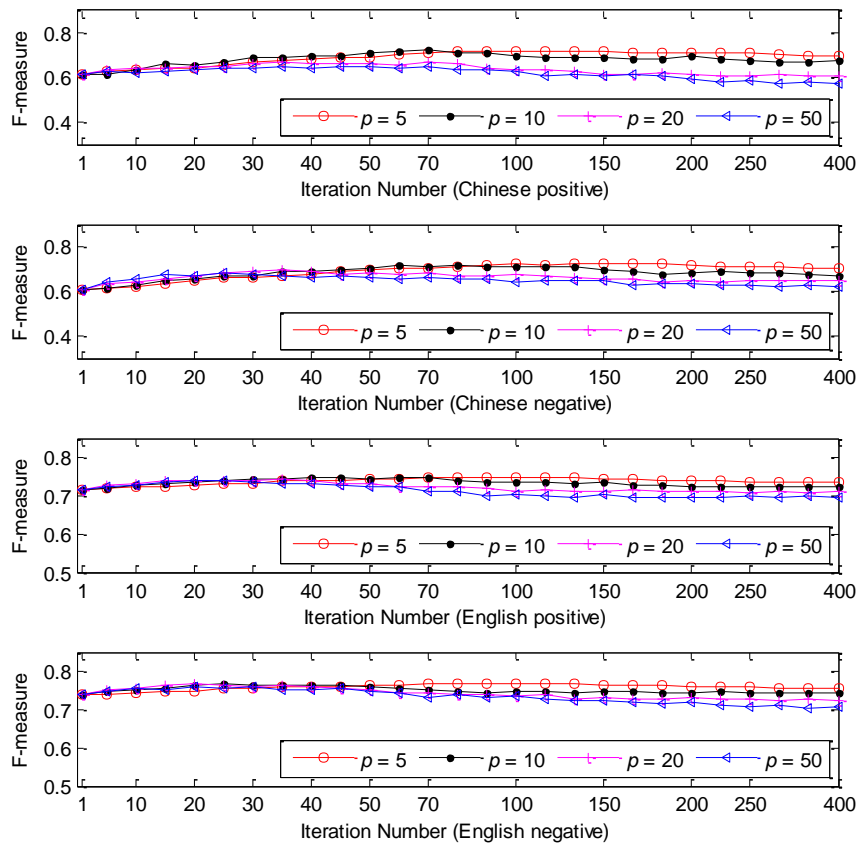 F-measure
0.8
0.6
0.4
p = 5 p = 10 p = 20 p = 50
1 10 20 30 40 50 70 100 150 200 250 400
Iteration Number (Chinese positive)
F-measure
0.8
0.6
0.4
p = 5 p = 10 p = 20 p = 50
1 10 20 30 40 50 70 100 150 200 250 400
Iteration Number (Chinese negative)
F-measure
0.8
0.7
0.6
0.5
p = 5 p = 10 p = 20 p = 50
1 10 20 30 40 50 70 100 150 200 250 400
Iteration Number (English positive)
F-measure
0.8
0.7
0.6
0.5
p = 5 p = 10 p = 20 p = 50
1 10 20 30 40 50 70 100 150 200 250 400
Iteration Number (English negative)